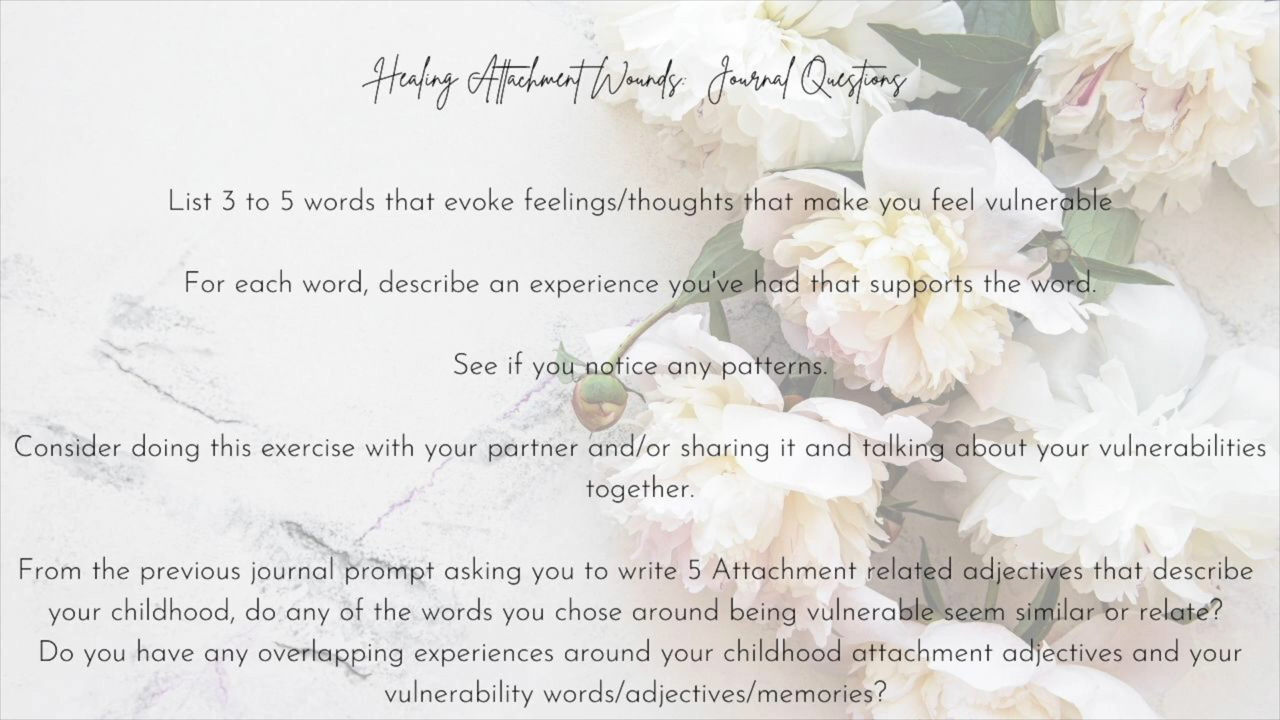 Healing Attachment Wounds: Journal Questions
List 3 to 5 words that evoke feelings/thoughts that make you feel vulnerable
For each word, describe an experience you've had that supports the word.
See if you notice any patterns.
Consider doing this exercise with your partner and/or sharing it and talking about your vulnerabilities
together.
From the previous journal prompt asking you to write 5 Attachment related adjectives that describe
your childhood, do any of the words you chose around being vulnerable seem similar or relate?
Do you have any overlapping experiences around your childhood attachment adjectives and your
vulnerability words/adjectives/memories?